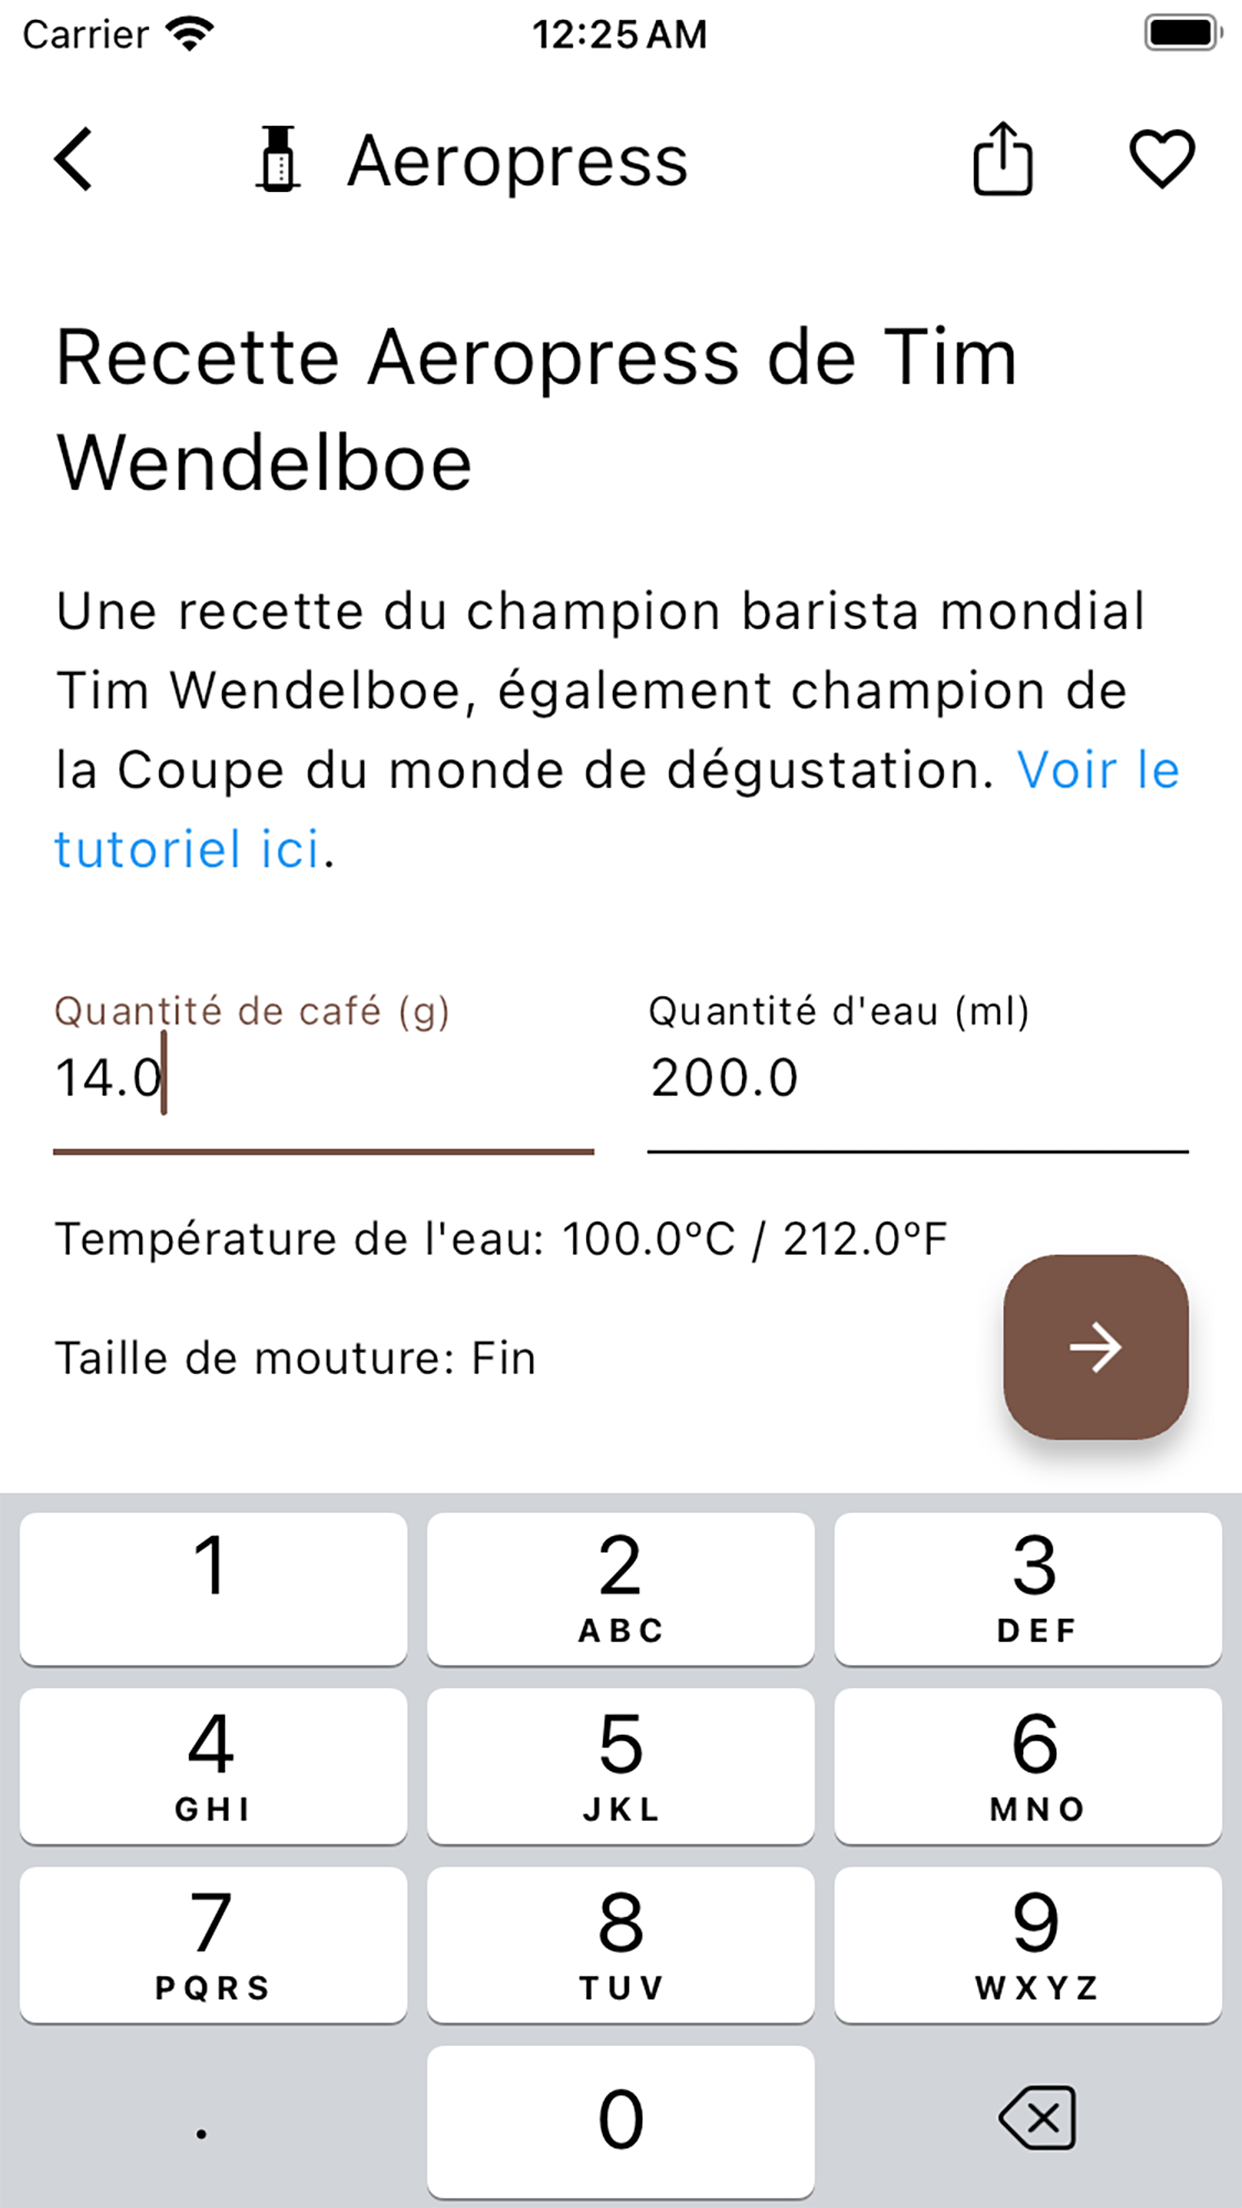 Carrier 12:25 AM
Aeropress
Recette Aeropress de Tim
Wendelboe
Une recette du champion barista mondial
Tim Wendelboe, également champion de
la Coupe du monde de dégustation. Voir le
tutoriel ici.
Quantité de café (g) Quantité d'eau (ml)
14.0 200.0
Température de l'eau: 100.0°C / 212.0°F
Taille de mouture: Fin
1 2 3
ABC DEF
4 5 6
GHI JKL MNO
7 8 9
PQRS TUV WXYZ
. 0